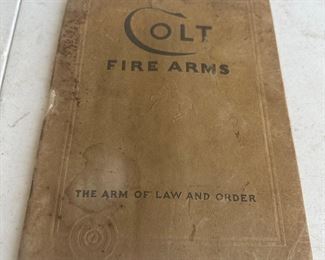 COLT
FIRE ARMS
THE ARM OF LAW AND ORDER